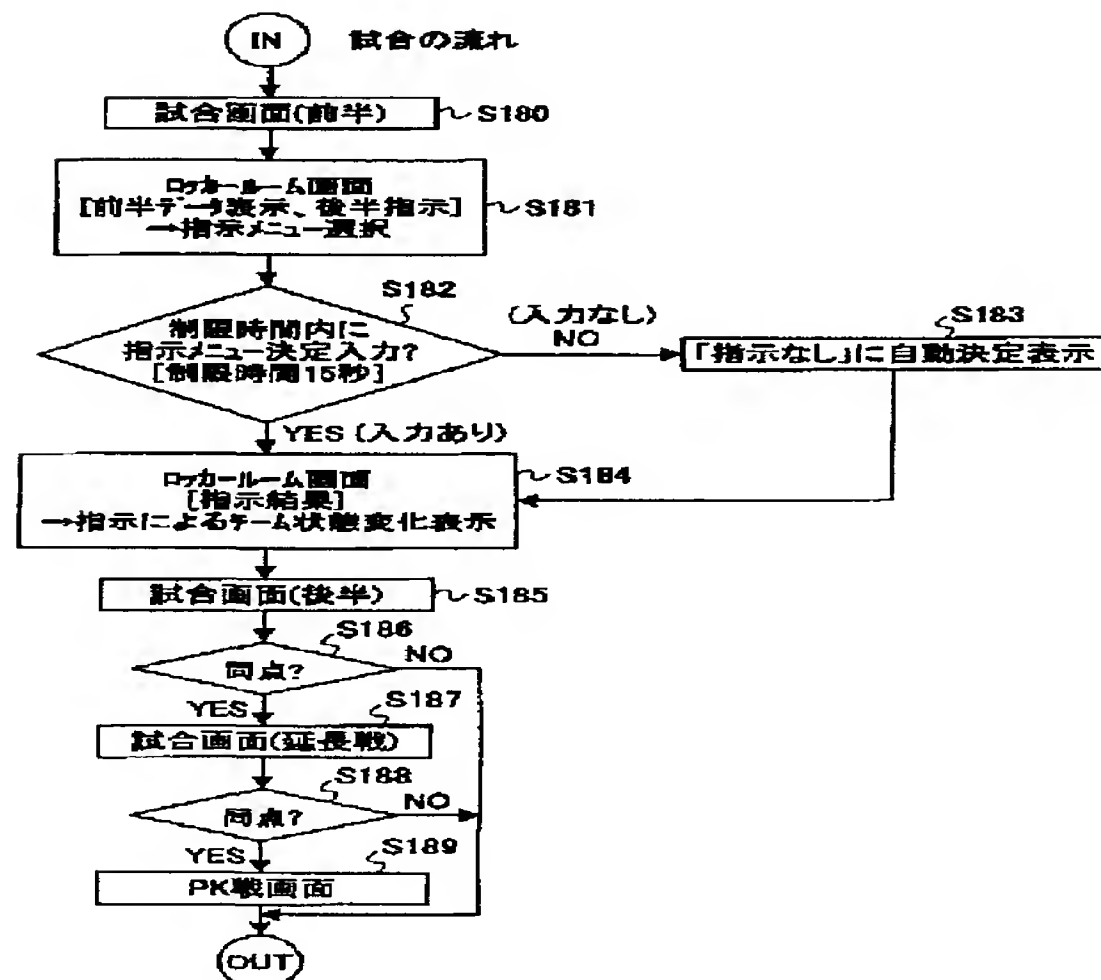 IN
試合の流れ
試合画面(前半)
S180
ロッカールーム画面
[前半データ表示、後半指示]
→指示メニュー選択
S181
S182
制限時間内に
指示メニュー決定入力?
[制限時間15秒]
(入力なし)
NO
S183
「指示なし」に自動決定表示
YES (入力あり)
ロッカールーム画面
[指示結果]
→指示によるチーム状態変化表示
S184
試合画面(後半)
S185
S186
同点?
NO
YES
S187
試合画面(延長戦)
S188
同点?
NO
YES
S189
PK戦画面
OUT